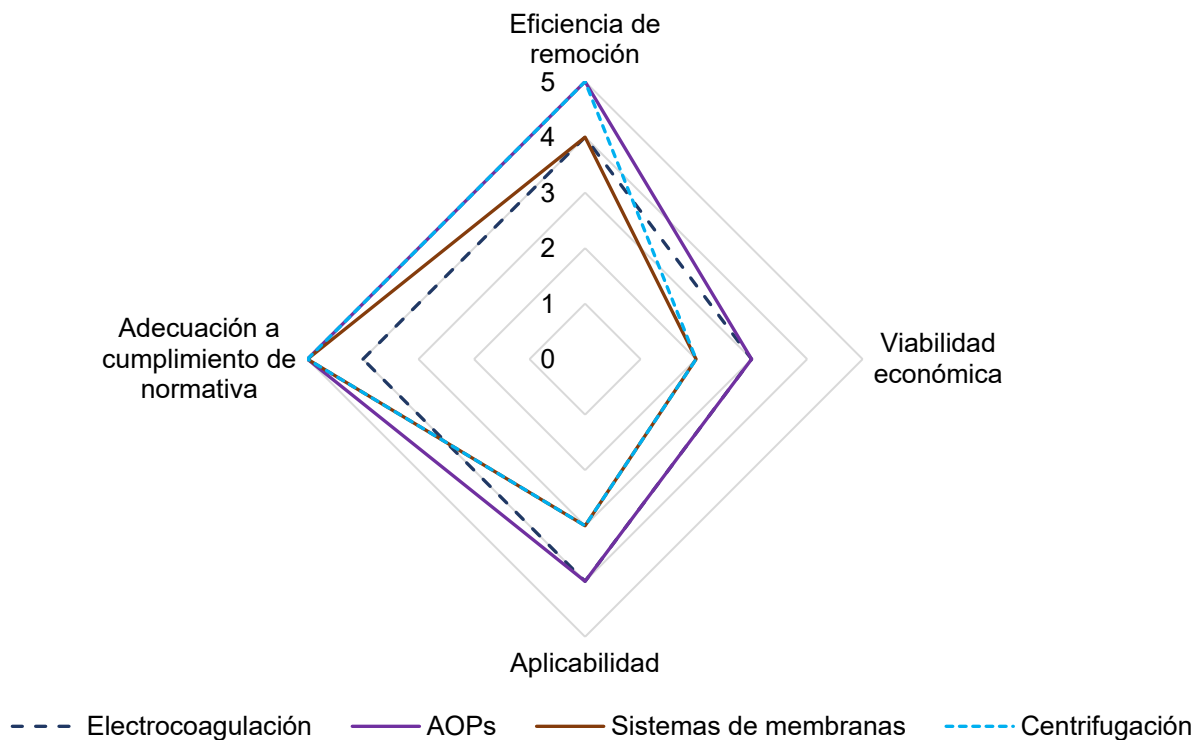 Eficiencia de
remoción
5
4
3
2
1
0
Adecuación a
cumplimiento de
normativa
Viabilidad
económica
Aplicabilidad
Electrocoagulación
AOPs
Sistemas de membranas
Centrifugación